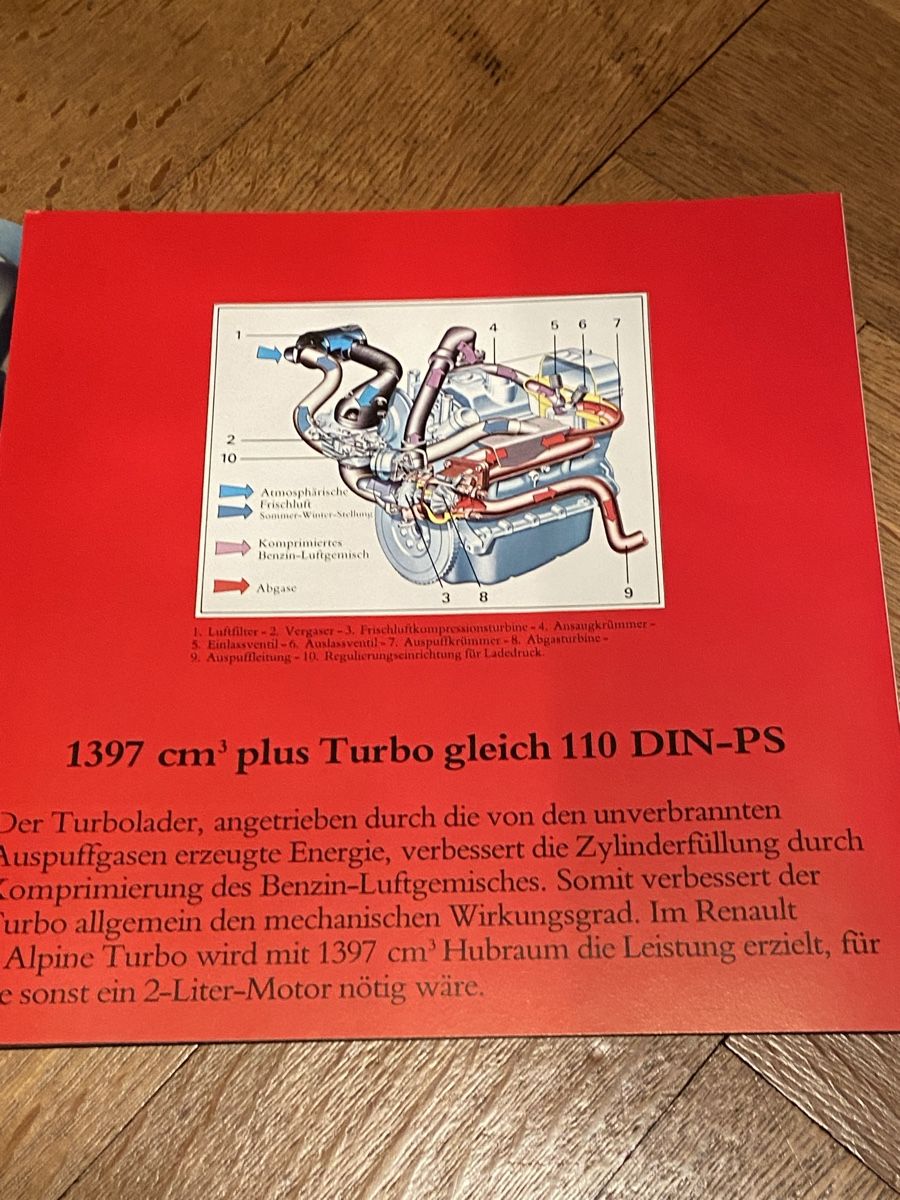 1
4
5
6
7
2
10
Atmosphärische
Frischluft
Sommer-Winter-Stellung
Komprimiertes
Benzin-Luftgemisch
Abgase
3
8
9
1. Luftfilter – 2. Vergaser – 3. Frischluftkompressionsturbine – 4. Ansaugkrümmer –
5. Einlassventil – 6. Auslassventil – 7. Auspuffkrümmer – 8. Abgasturbine –
9. Auspuffleitung – 10. Regulierungseinrichtung für Ladedruck.
1397 cm³ plus Turbo gleich 110 DIN-PS
Der Turbolader, angetrieben durch die von den unverbrannten
Auspuffgasen erzeugte Energie, verbessert die Zylinderfüllung durch
Komprimierung des Benzin-Luftgemisches. Somit verbessert der
Turbo allgemein den mechanischen Wirkungsgrad. Im Renault
Alpine Turbo wird mit 1397 cm³ Hubraum die Leistung erzielt, für
e sonst ein 2-Liter-Motor nötig wäre.